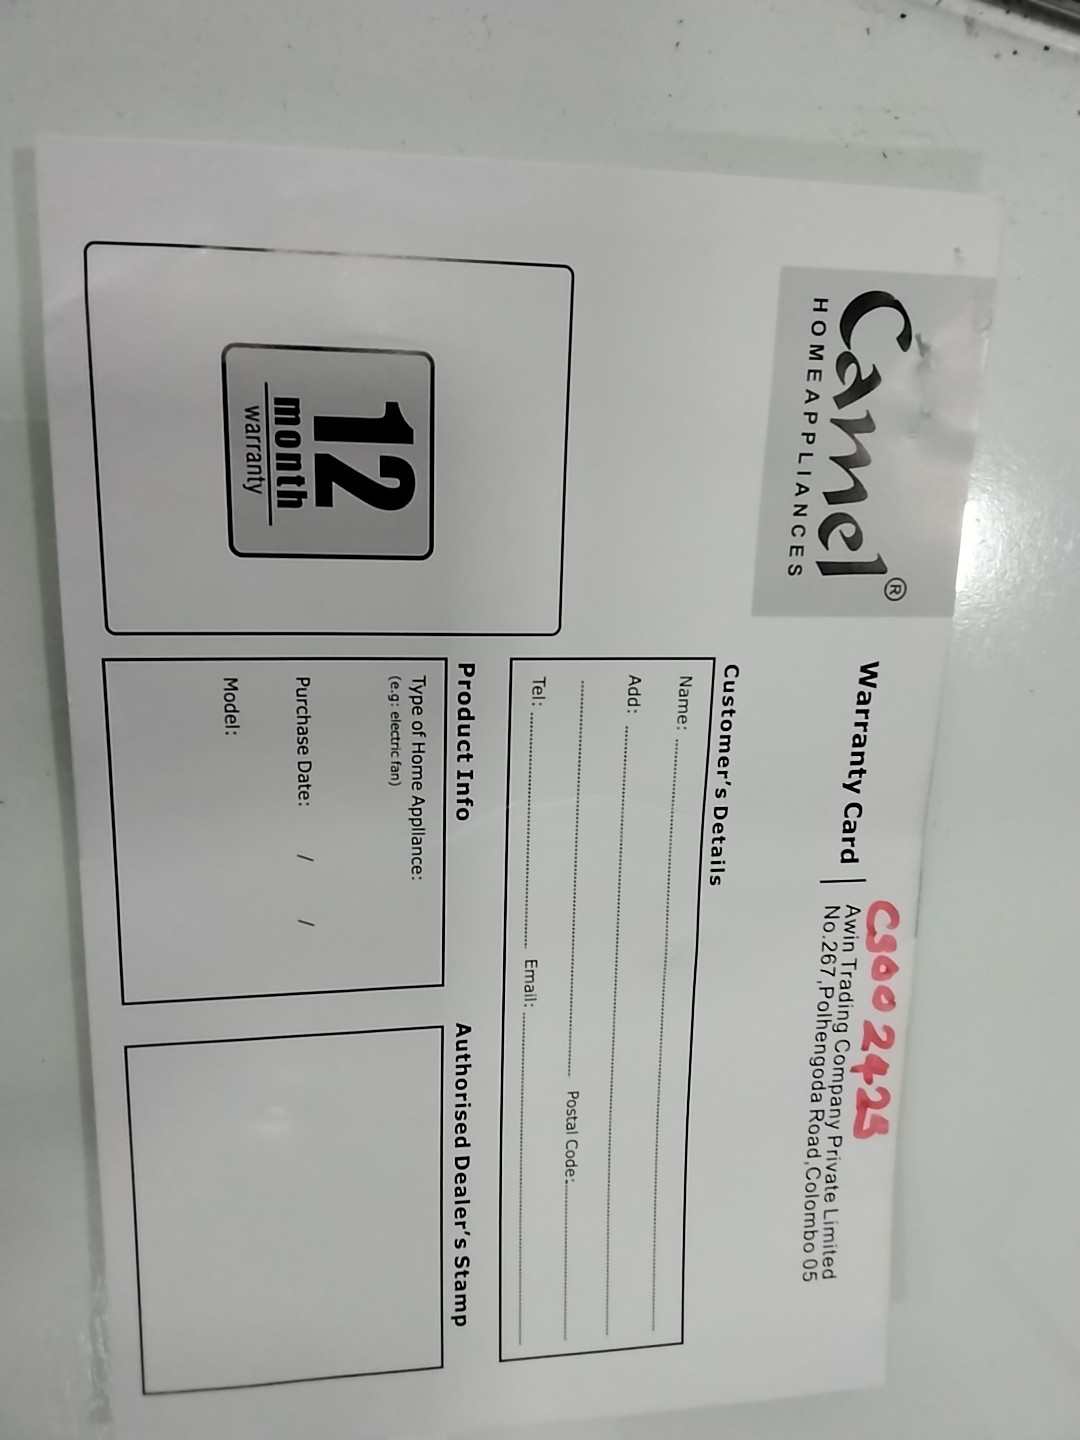 Camel®
HOMEAPPLIANCES
Warranty Card |
CS002423
Awin Trading Company Private Limited
No.267,Polhengoda Road,Colombo 05
Customer's Details
Name:
Add:
Postal Code:
Tel: Email:
12
month
warranty
Product Info
Type of Home Appliance:
(e.g: electric fan)
Purchase Date: / /
Model:
Authorised Dealer's Stamp